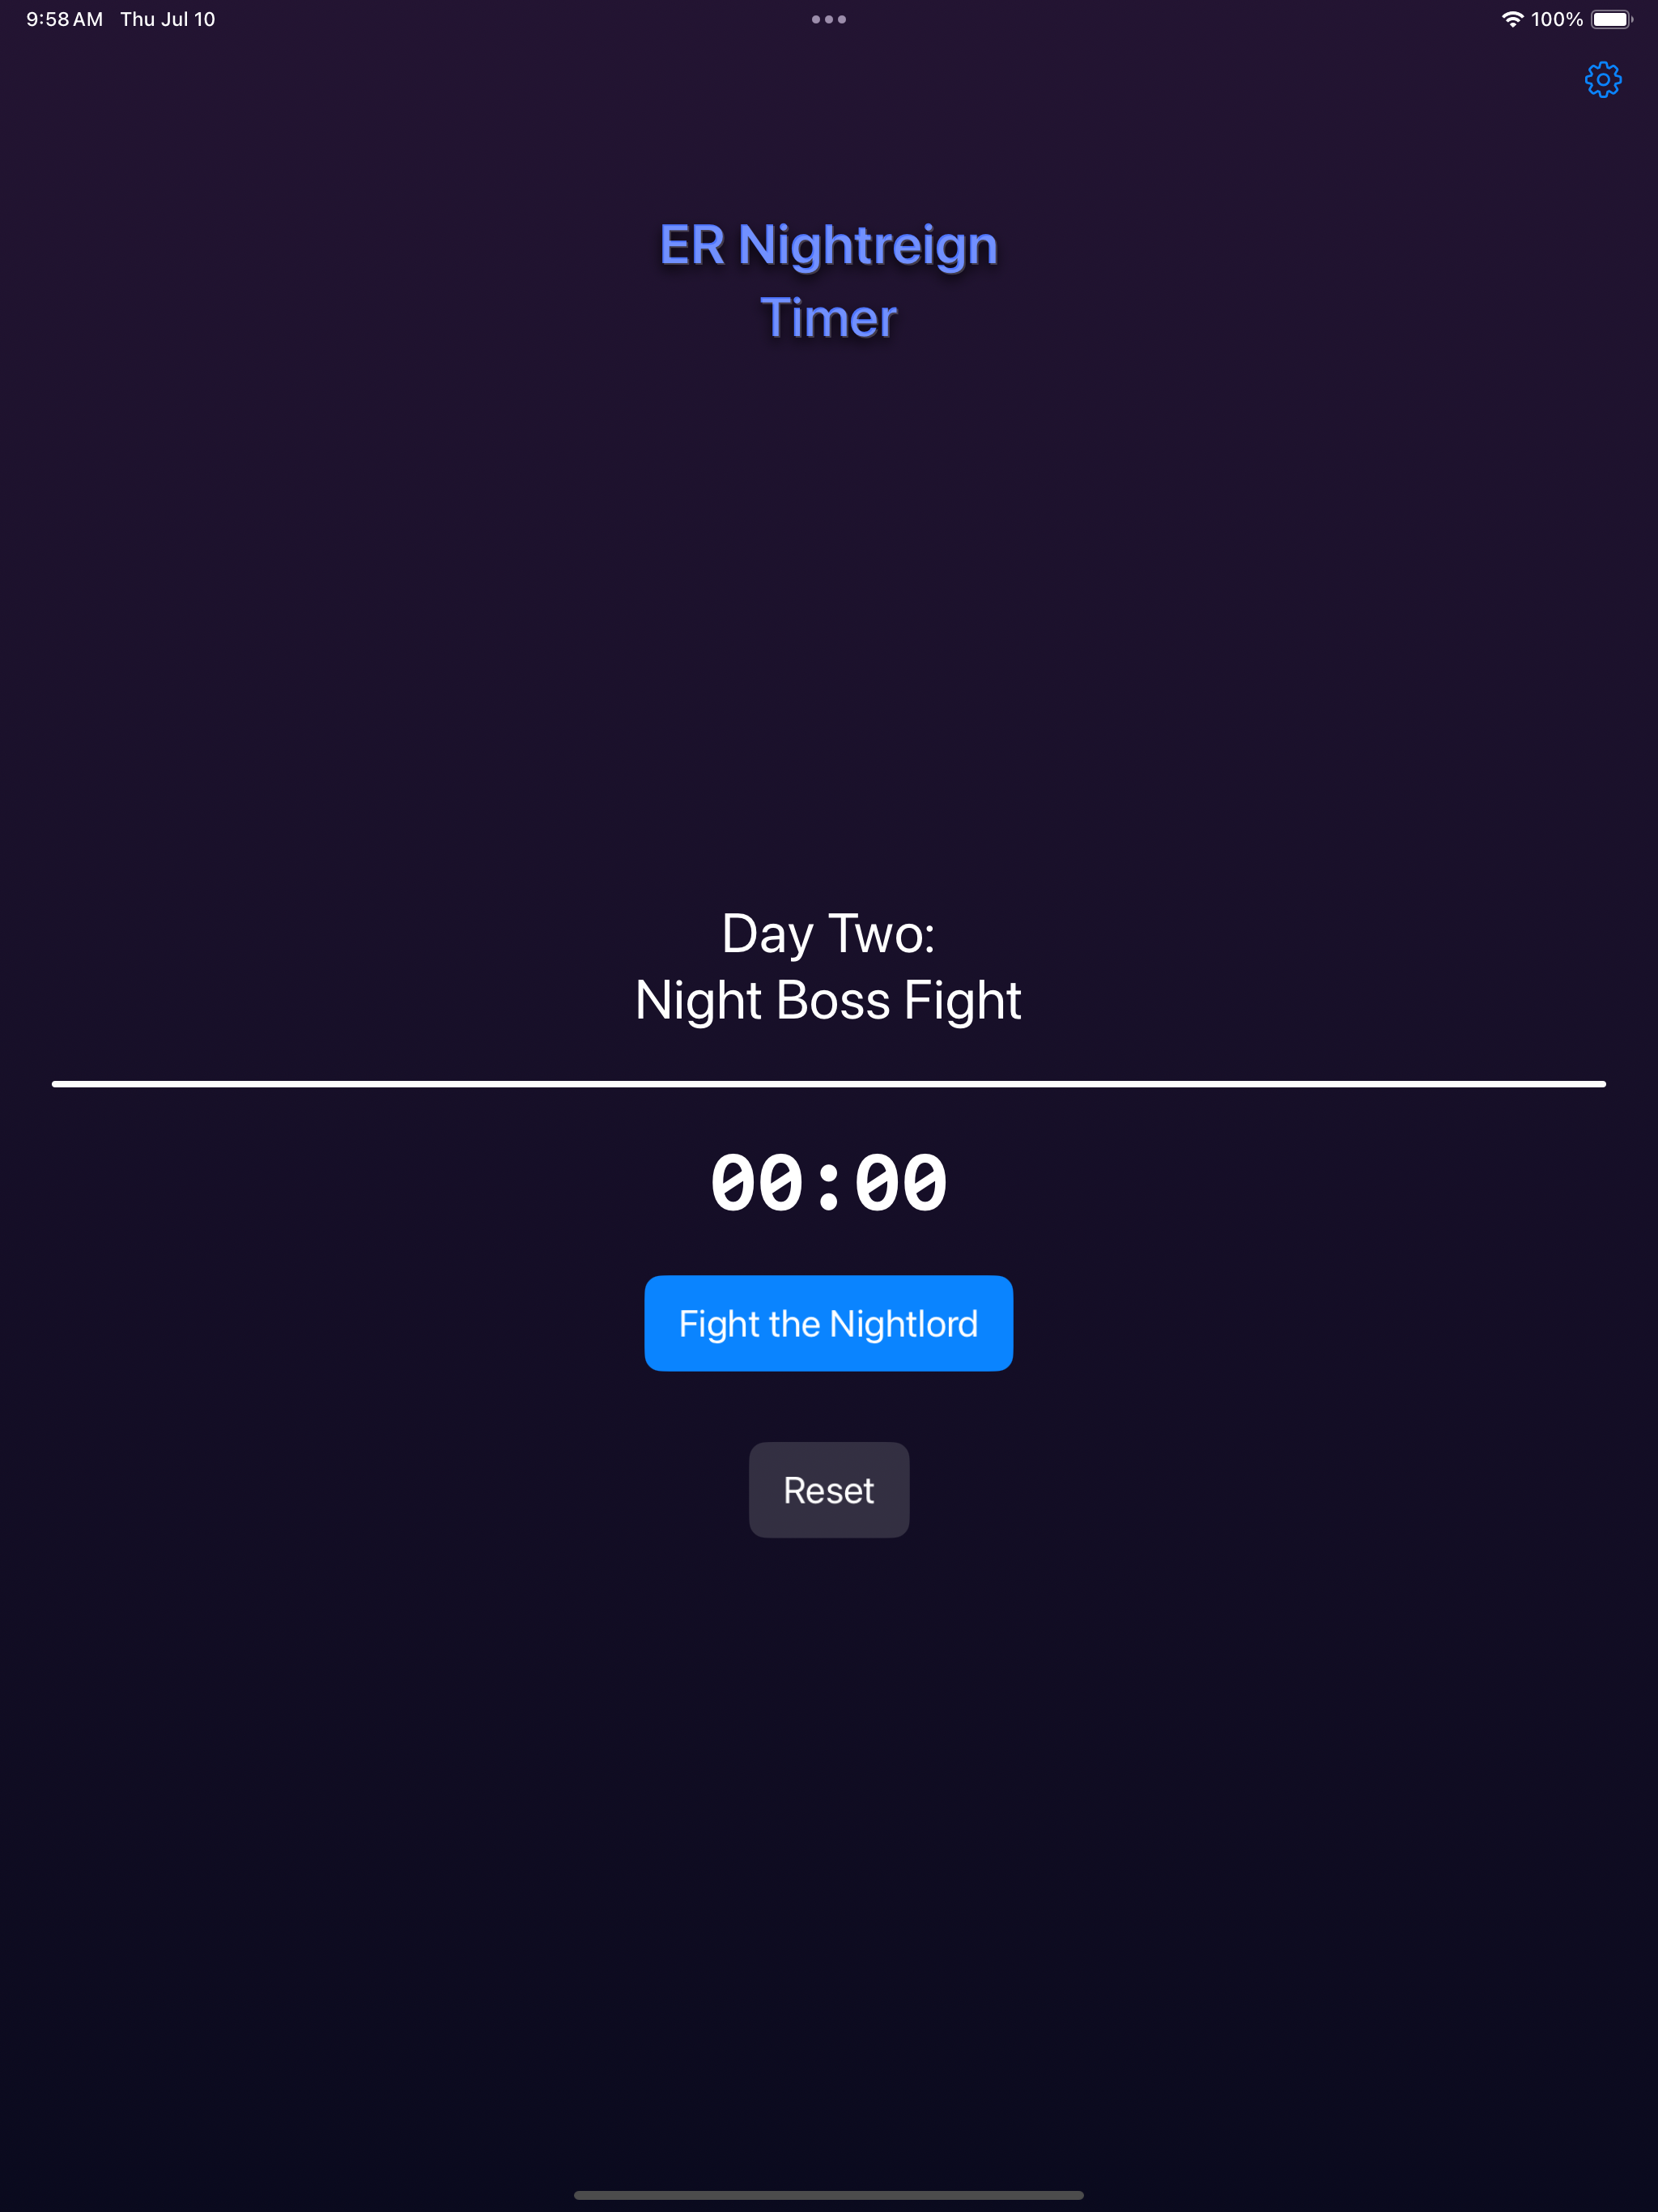 9:58 AM Thu Jul 10
100%
ER Nightreign
Timer
Day Two:
Night Boss Fight
00:00
Fight the Nightlord
Reset